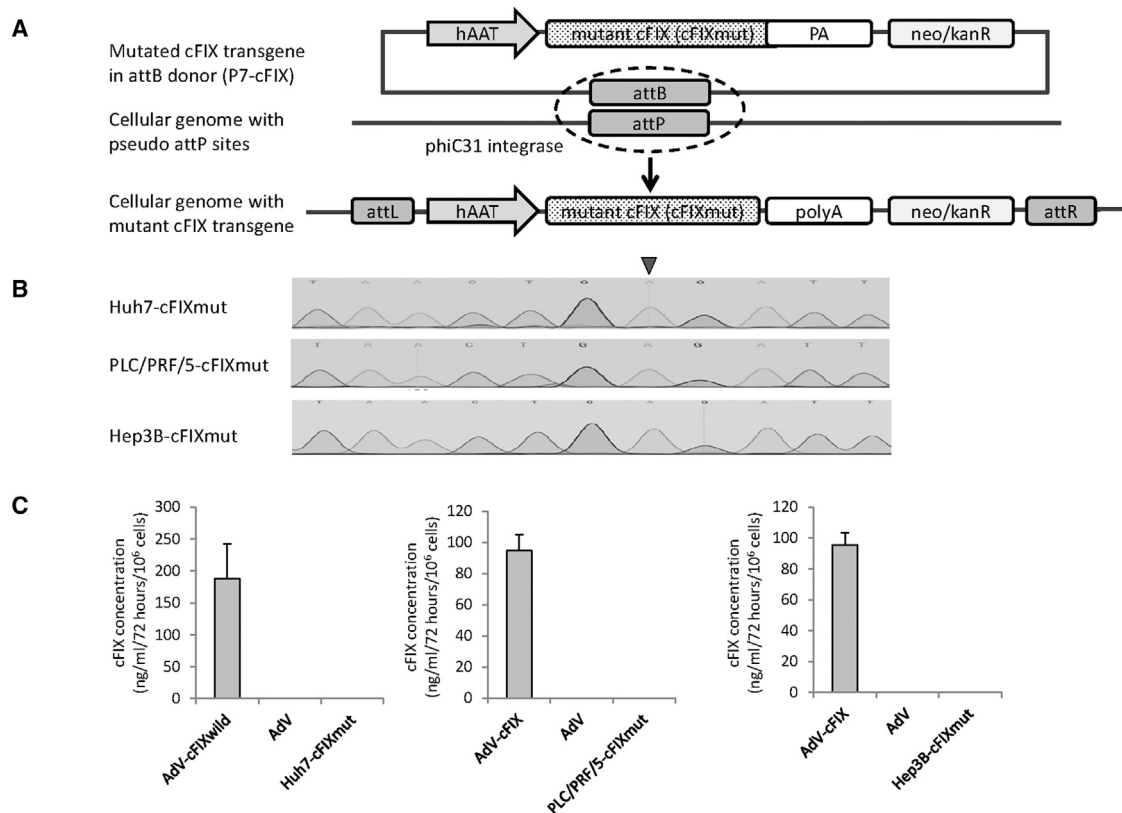 A
Mutated cFIX transgene
in attB donor (P7-cFIX)
hAAT
mutant cFIX (cFIXmut)
PA
neo/kanR
attB
Cellular genome with
pseudo attP sites
attP
phiC31 integrase
Cellular genome with
mutant cFIX transgene
attL
hAAT
mutant cFIX (cFIXmut)
polyA
neo/kanR
attR
B
Huh7-cFIXmut
T A A C T G A G A T T
PLC/PRF/5-cFIXmut
T A A C T G A G A T T
Hep3B-cFIXmut
T A A C T G A G A T T
C
cFIX concentration
(ng/ml/72 hours/10⁶ cells)
300
250
200
150
100
50
0
AdV-cFIXwild
AdV
Huh7-cFIXmut
cFIX concentration
(ng/ml/72 hours/10⁶ cells)
120
100
80
60
40
20
0
AdV-cFIX
AdV
PLC/PRF/5-cFIXmut
cFIX concentration
(ng/ml/72 hours/10⁶ cells)
120
100
80
60
40
20
0
AdV-cFIX
AdV
Hep3B-cFIXmut